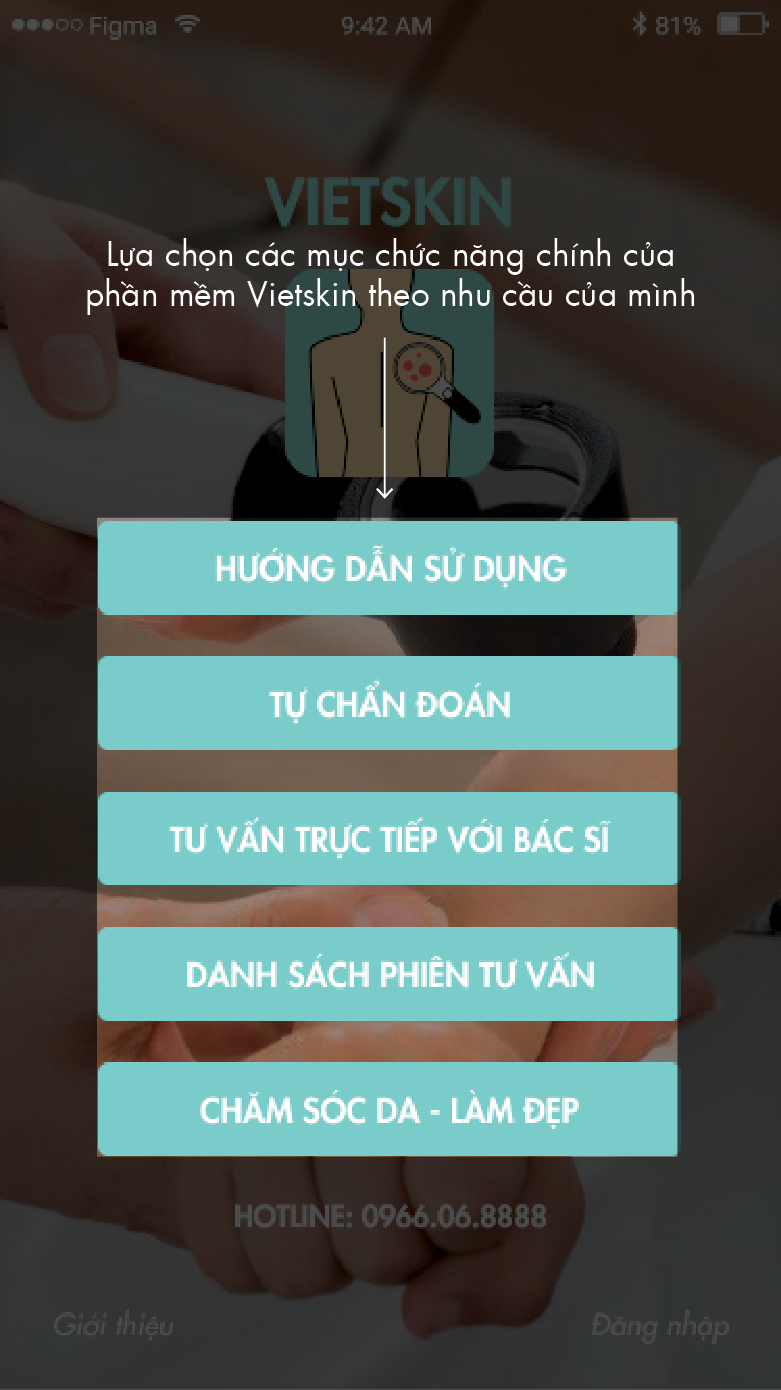 Figma 9:42 AM 81%
VIETSKIN
Lựa chọn các mục chức năng chính của
phần mềm Vietskin theo nhu cầu của mình
HƯỚNG DẪN SỬ DỤNG
TỰ CHẨN ĐOÁN
TƯ VẤN TRỰC TIẾP VỚI BÁC SĨ
DANH SÁCH PHIÊN TƯ VẤN
CHĂM SÓC DA - LÀM ĐẸP
HOTLINE: 0966.06.8888
Giới thiệu Đăng nhập